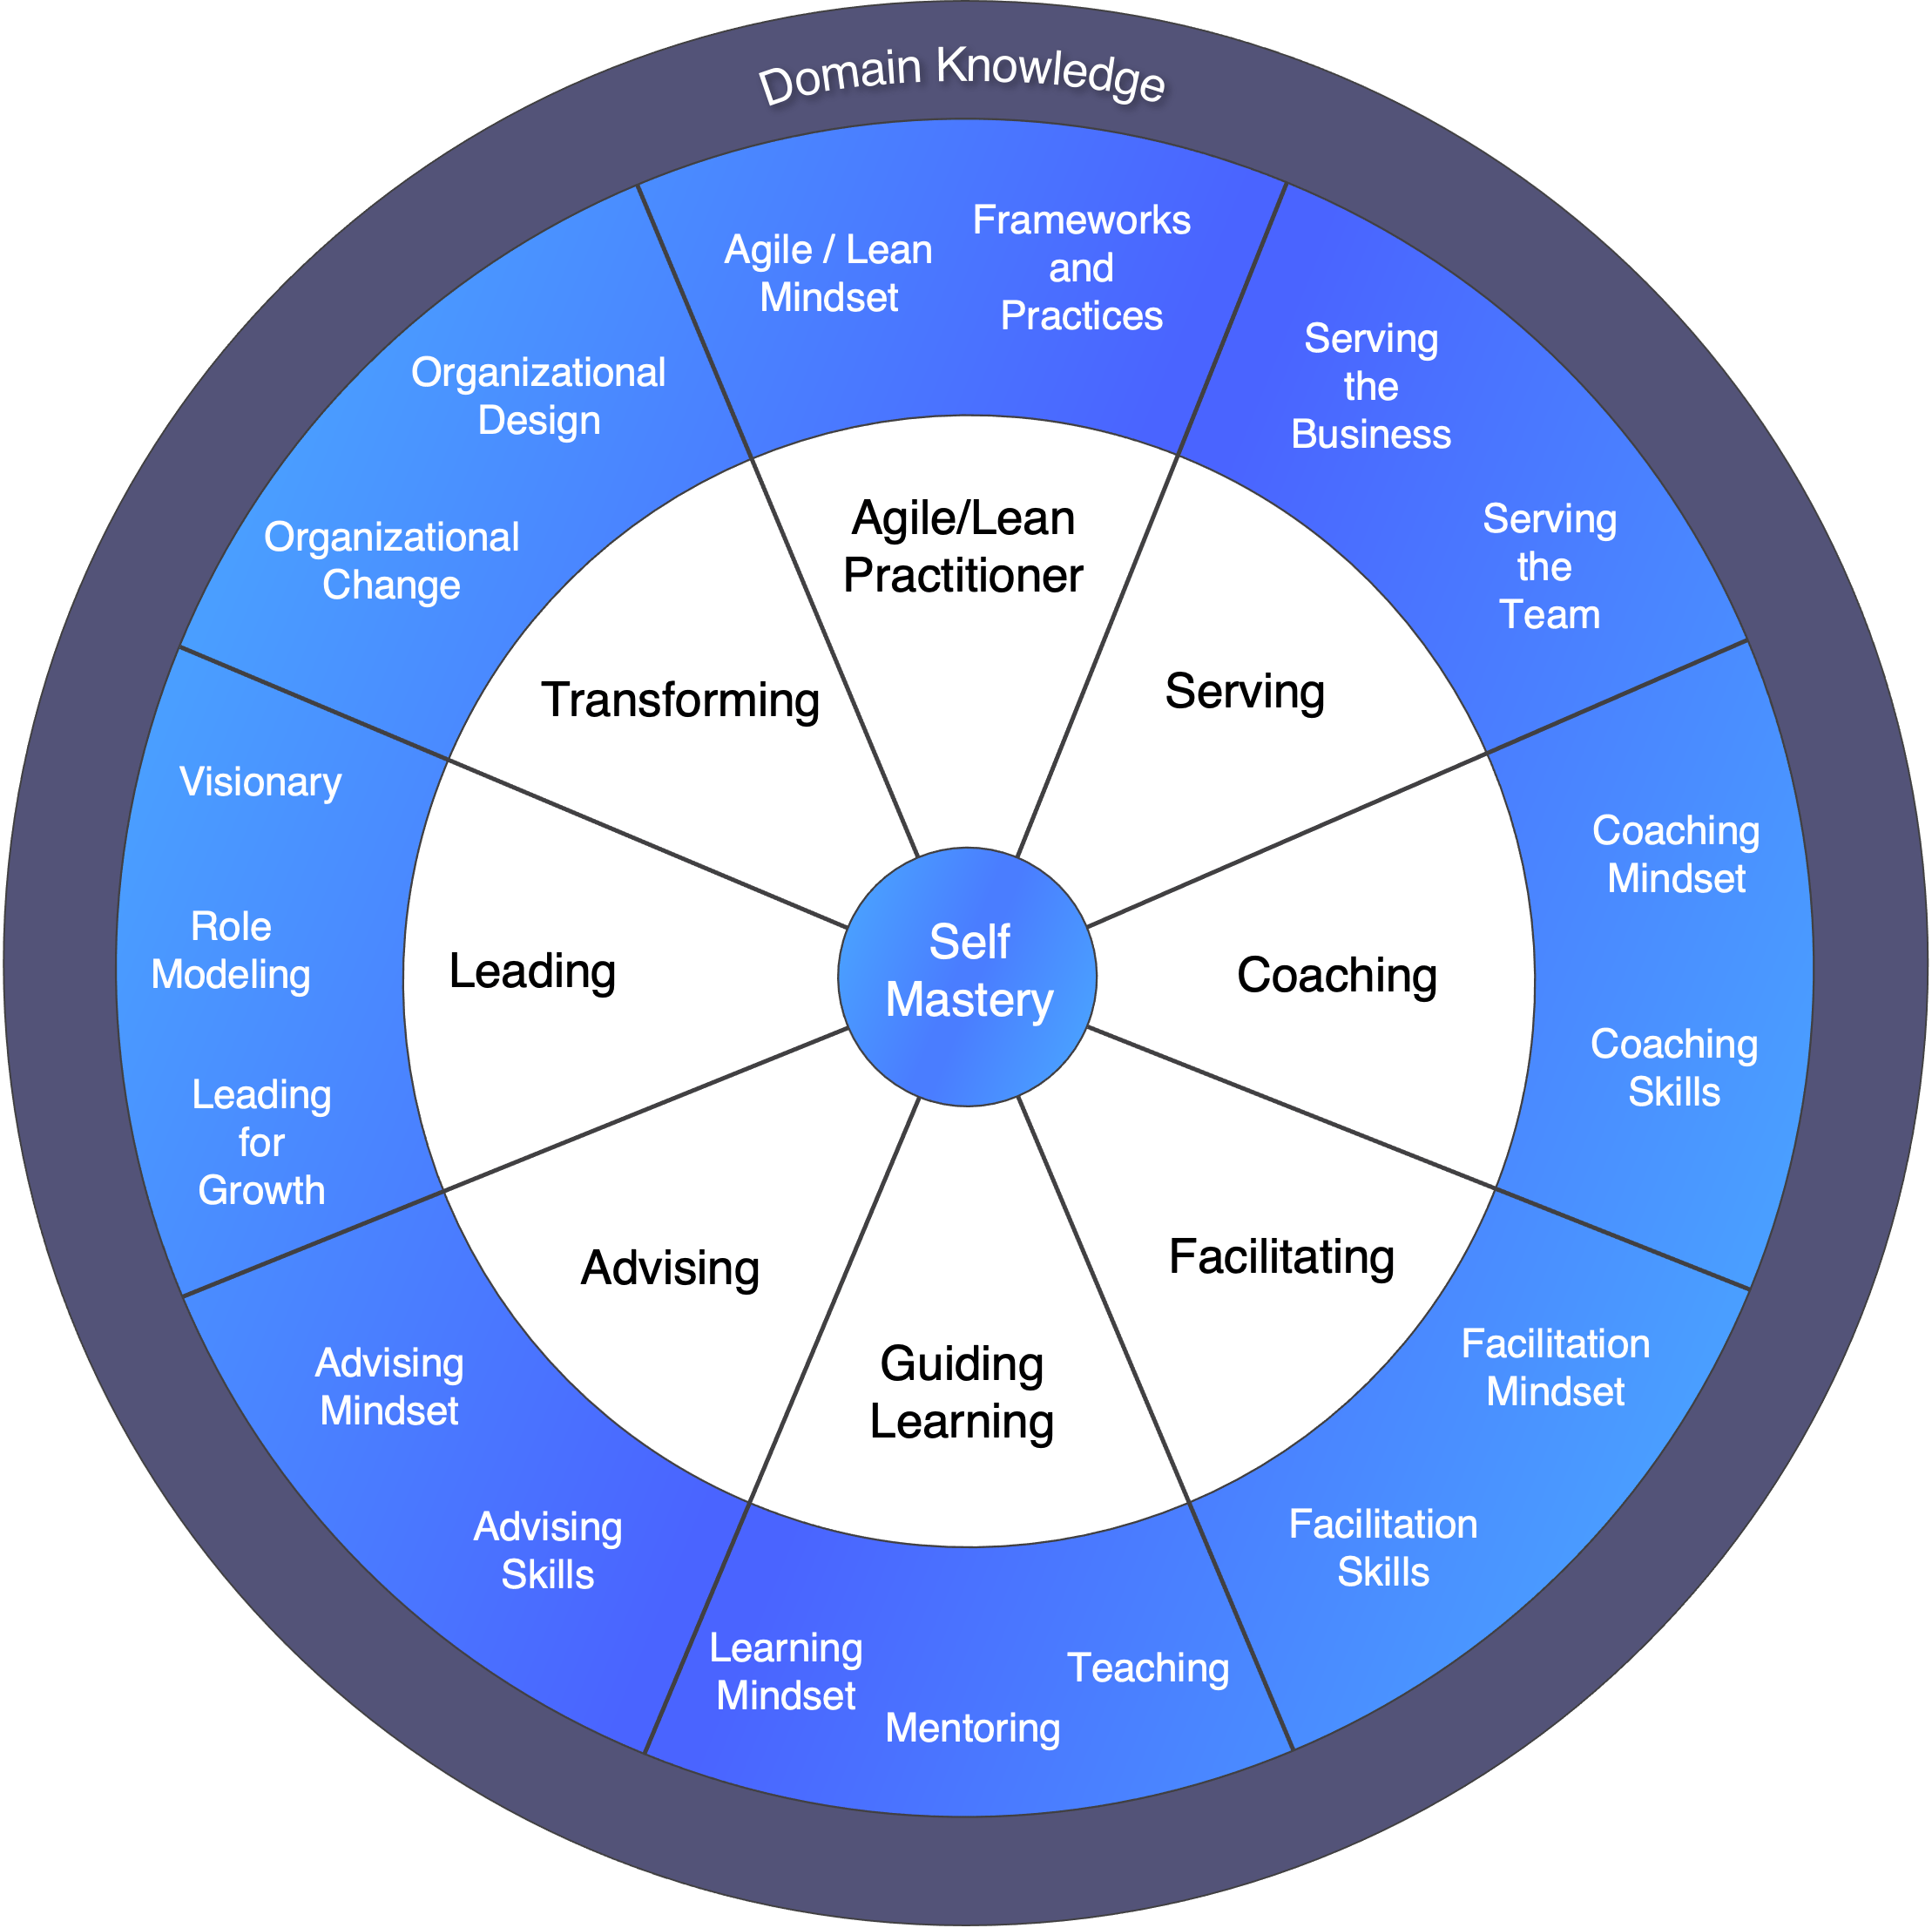 Domain Knowledge
Agile / Lean
Mindset
Frameworks
and
Practices
Serving
the
Business
Serving
the
Team
Coaching
Mindset
Coaching
Skills
Facilitation
Mindset
Facilitation
Skills
Teaching
Mentoring
Learning
Mindset
Advising
Skills
Advising
Mindset
Leading
for
Growth
Role
Modeling
Visionary
Organizational
Change
Organizational
Design
Agile/Lean
Practitioner
Serving
Coaching
Facilitating
Guiding
Learning
Advising
Leading
Transforming
Self
Mastery